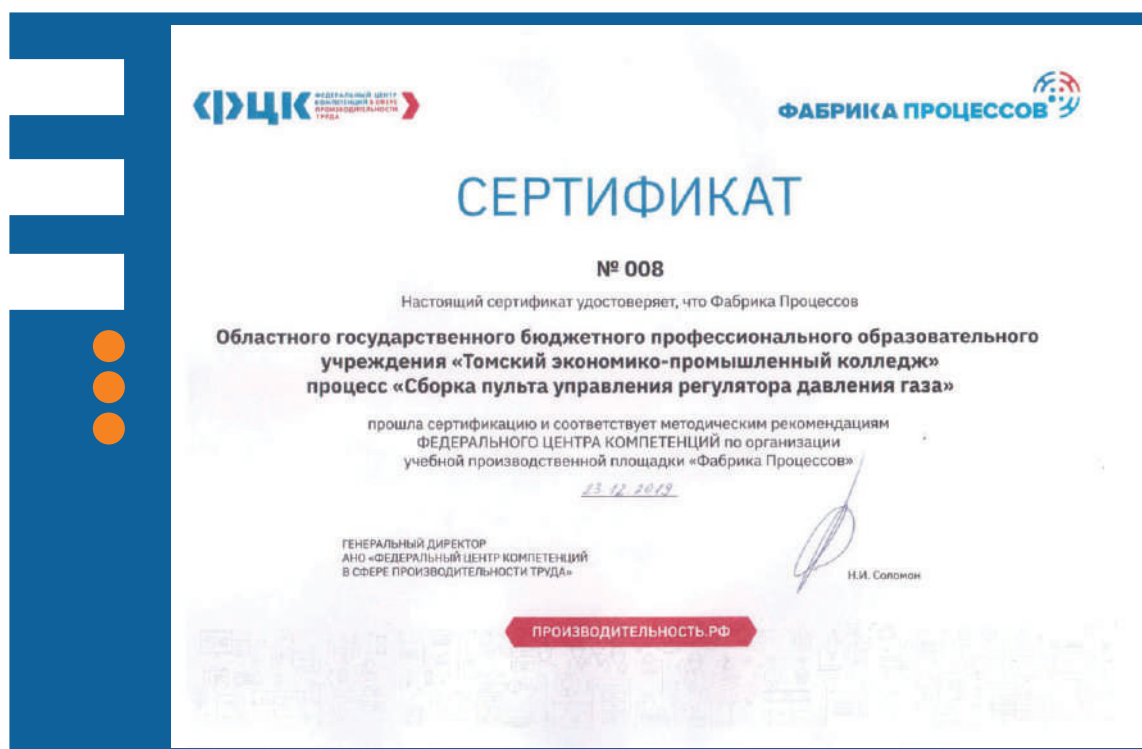 ФЦК
ФЕДЕРАЛЬНЫЙ ЦЕНТР
КОМПЕТЕНЦИЙ В СФЕРЕ
ПРОИЗВОДИТЕЛЬНОСТИ
ТРУДА
ФАБРИКА ПРОЦЕССОВ
СЕРТИФИКАТ
№ 008
Настоящий сертификат удостоверяет, что Фабрика Процессов
Областного государственного бюджетного профессионального образовательного
учреждения «Томский экономико-промышленный колледж»
процесс «Сборка пульта управления регулятора давления газа»
прошла сертификацию и соответствует методическим рекомендациям
ФЕДЕРАЛЬНОГО ЦЕНТРА КОМПЕТЕНЦИЙ по организации
учебной производственной площадки «Фабрика Процессов»
23.12.2019
ГЕНЕРАЛЬНЫЙ ДИРЕКТОР
АНО «ФЕДЕРАЛЬНЫЙ ЦЕНТР КОМПЕТЕНЦИЙ
В СФЕРЕ ПРОИЗВОДИТЕЛЬНОСТИ ТРУДА»
Н.И. Соломон
ПРОИЗВОДИТЕЛЬНОСТЬ.РФ